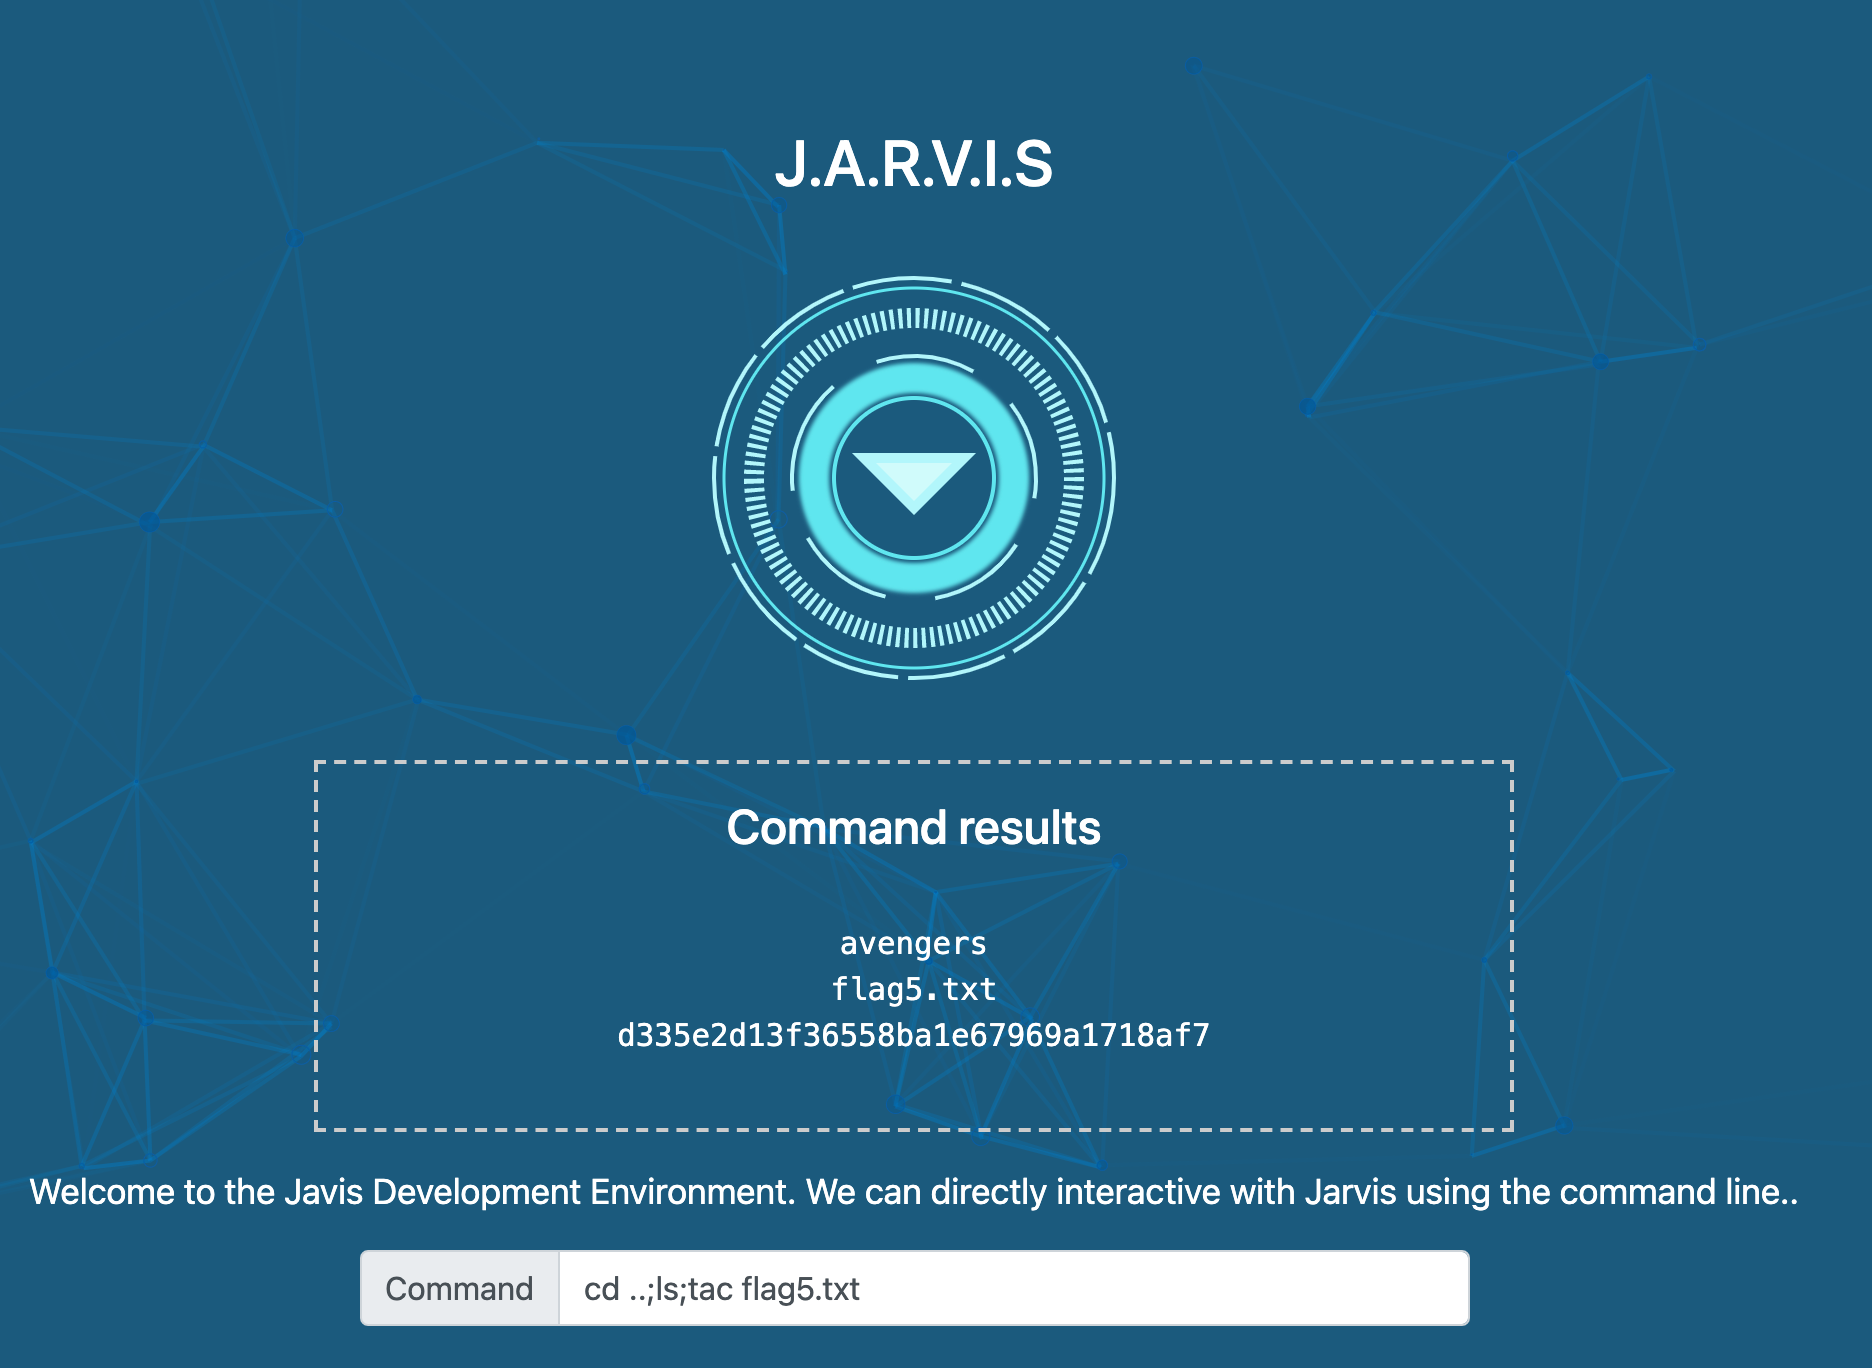 J.A.R.V.I.S
Command results
avengers
flag5.txt
d335e2d13f36558ba1e67969a1718af7
Welcome to the Javis Development Environment. We can directly interactive with Jarvis using the command line..
Command cd ..;ls;tac flag5.txt